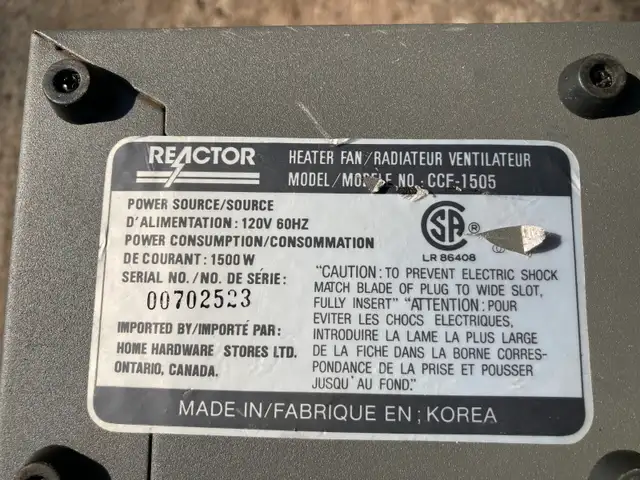 REACTOR
HEATER FAN/RADIATEUR VENTILATEUR
MODEL/MODELE NO.: CCF-1505
POWER SOURCE/SOURCE
D'ALIMENTATION: 120V 60HZ
POWER CONSUMPTION/CONSOMMATION
DE COURANT: 1500 W
SERIAL NO./NO. DE SÉRIE:
00702523
IMPORTED BY/IMPORTÉ PAR:
HOME HARDWARE STORES LTD.
ONTARIO, CANADA.
SA ®
LR 86408
"CAUTION: TO PREVENT ELECTRIC SHOCK
MATCH BLADE OF PLUG TO WIDE SLOT,
FULLY INSERT" "ATTENTION: POUR
EVITER LES CHOCS ELECTRIQUES,
INTRODUIRE LA LAME LA PLUS LARGE
DE LA FICHE DANS LA BORNE CORRES-
PONDANCE DE LA PRISE ET POUSSER
JUSQU'AU FOND."
MADE IN/FABRIQUE EN ; KOREA